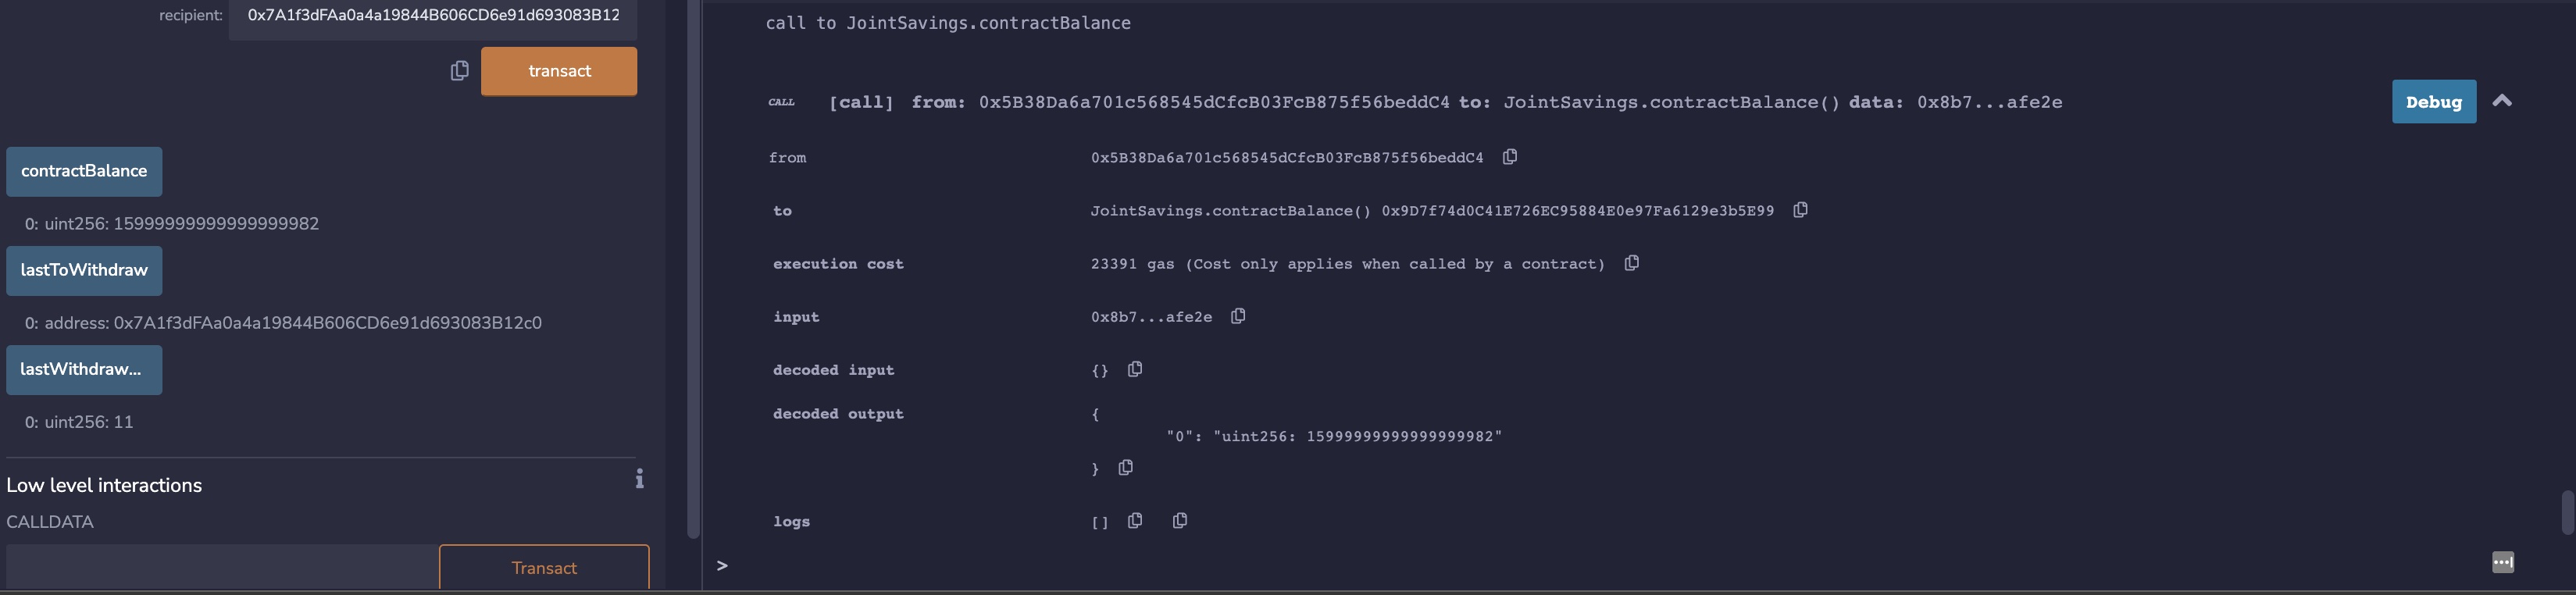 recipient: 0x7A1f3dFAa0a4a19844B606CD6e91d693083B12
transact
contractBalance
0: uint256: 15999999999999999982
lastToWithdraw
0: address: 0x7A1f3dFAa0a4a19844B606CD6e91d693083B12c0
lastWithdraw...
0: uint256: 11
Low level interactions
CALLDATA
Transact
call to JointSavings.contractBalance
CALL [call] from: 0x5B38Da6a701c568545dCfcB03FcB875f56beddC4 to: JointSavings.contractBalance() data: 0x8b7...afe2e
Debug
from 0x5B38Da6a701c568545dCfcB03FcB875f56beddC4
to JointSavings.contractBalance() 0x9D7f74d0C41E726EC95884E0e97Fa6129e3b5E99
execution cost 23391 gas (Cost only applies when called by a contract)
input 0x8b7...afe2e
decoded input {}
decoded output {
"0": "uint256: 15999999999999999982"
}
logs []
>